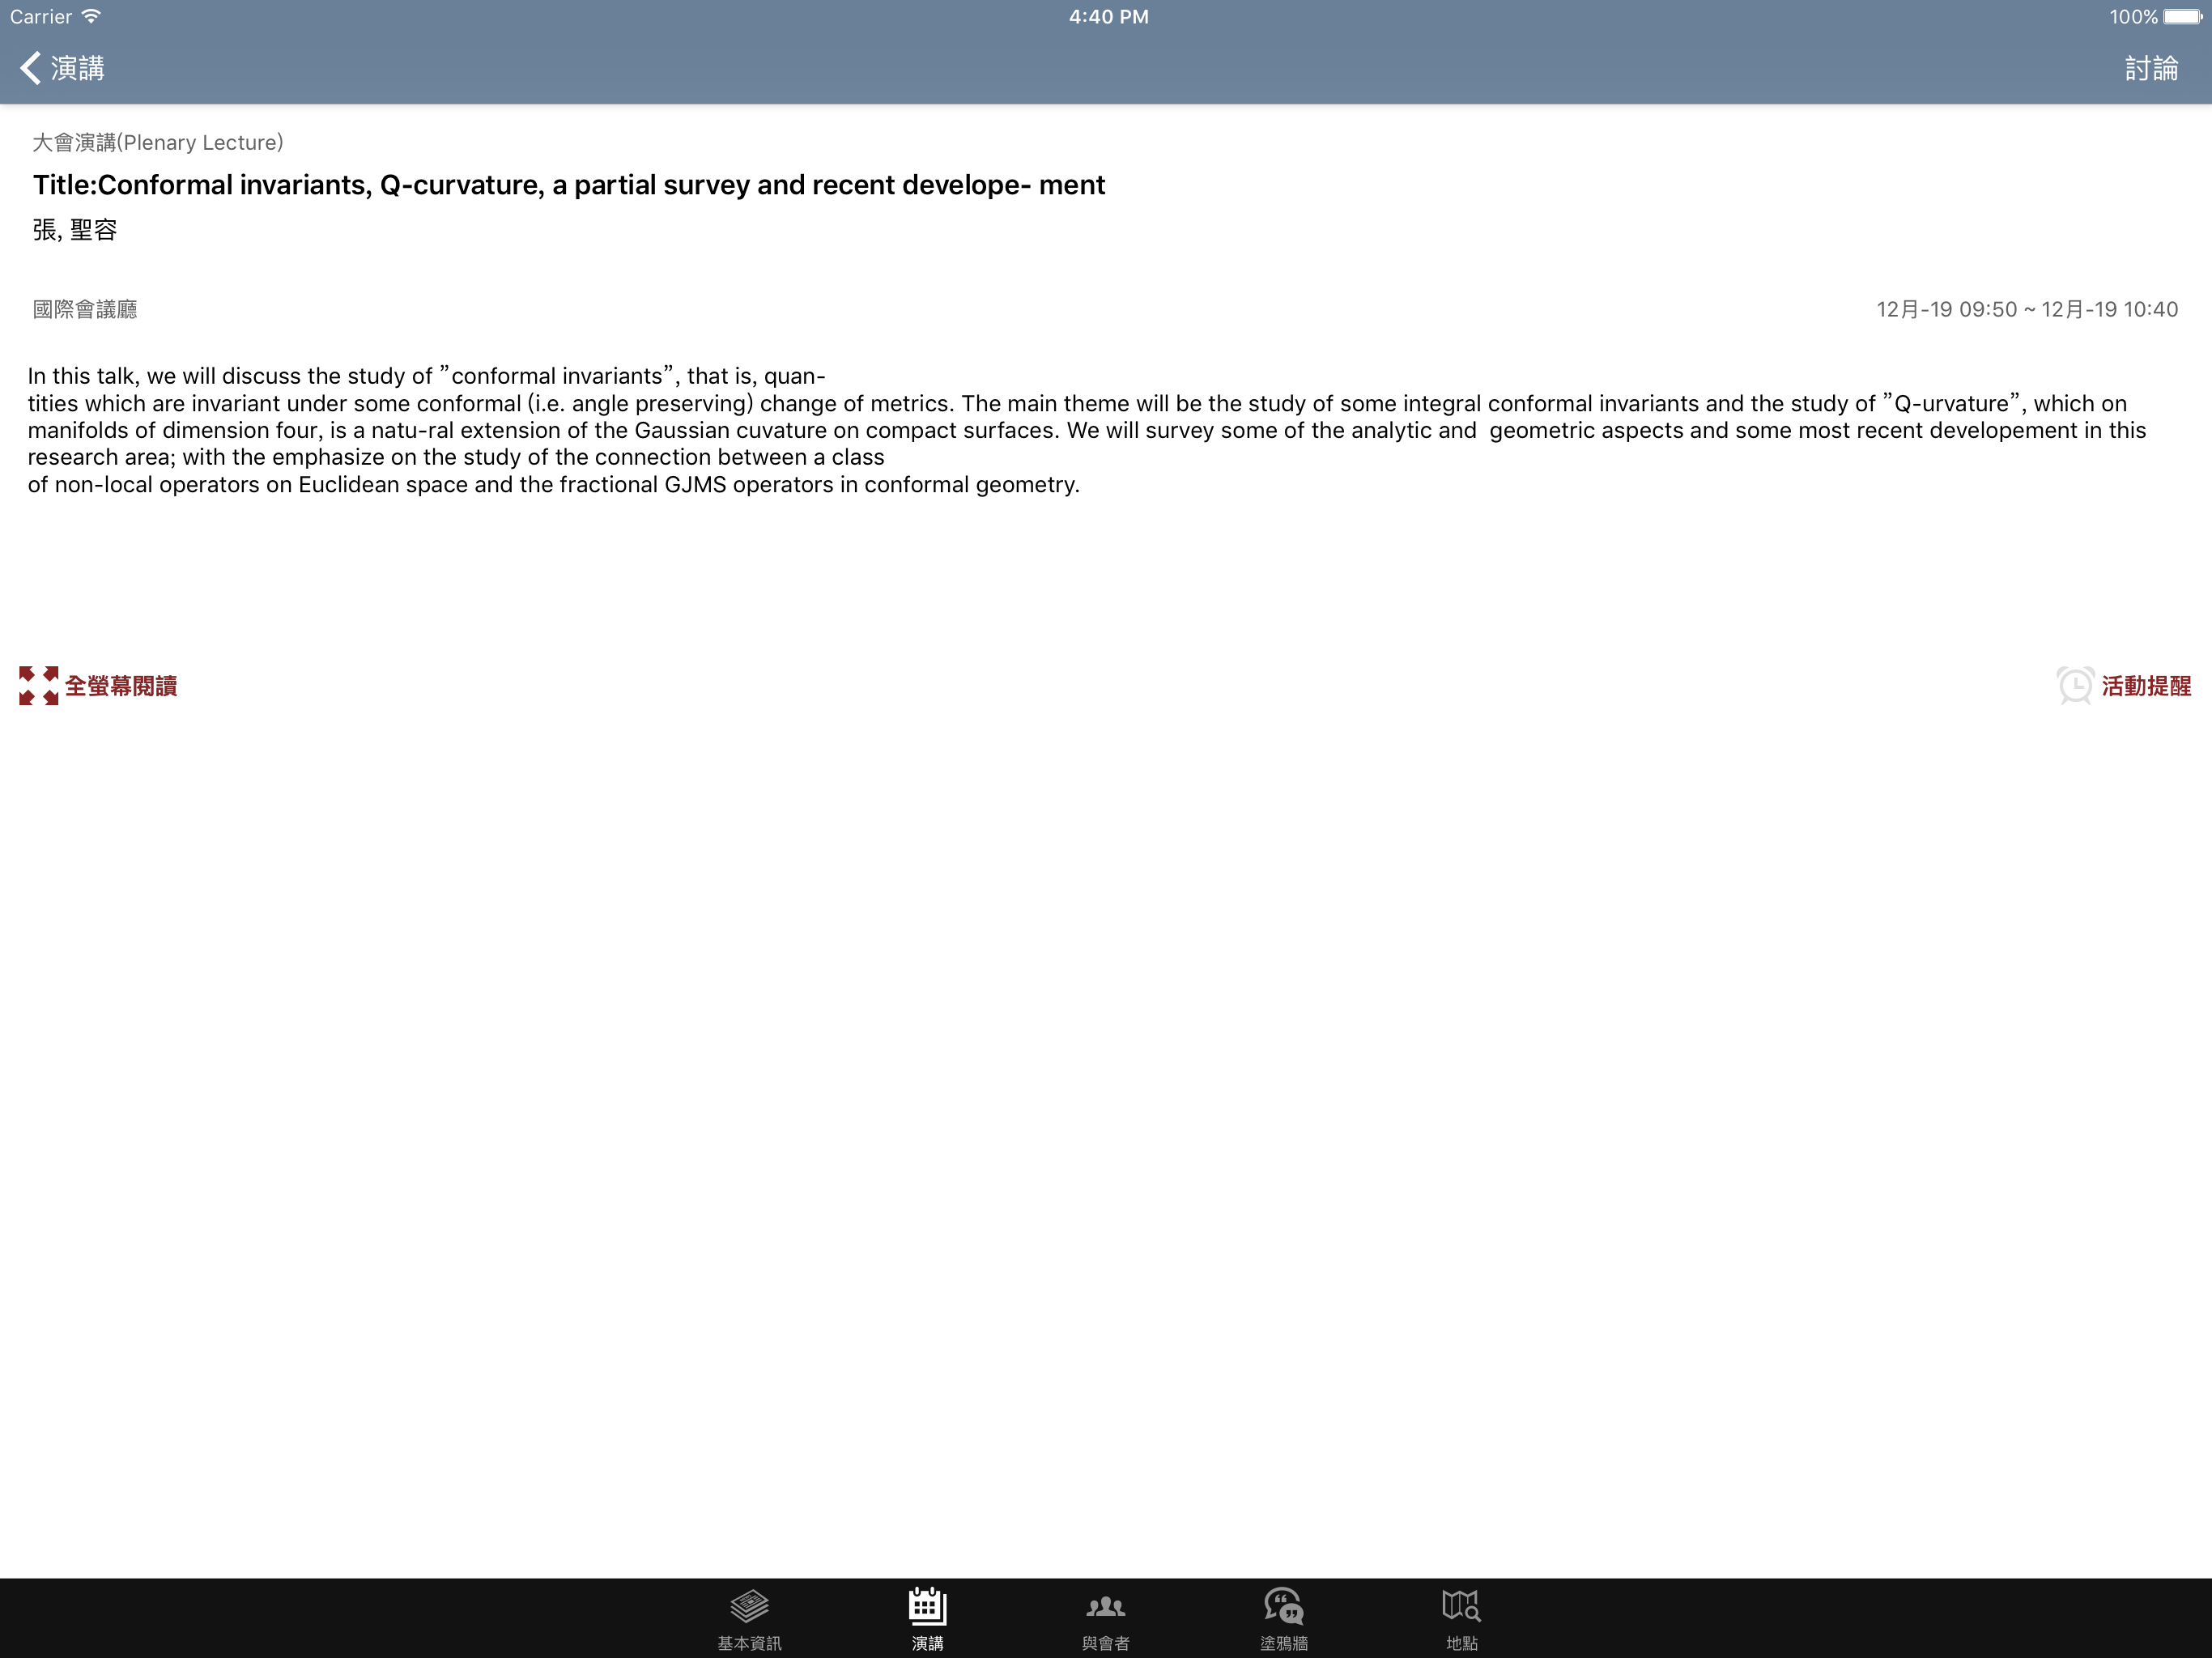 Carrier 4:40 PM 100%
演講 討論
大會演講(Plenary Lecture)
Title:Conformal invariants, Q-curvature, a partial survey and recent develope- ment
張, 聖容
國際會議廳 12月-19 09:50 ~ 12月-19 10:40
In this talk, we will discuss the study of ”conformal invariants”, that is, quan-
tities which are invariant under some conformal (i.e. angle preserving) change of metrics. The main theme will be the study of some integral conformal invariants and the study of ”Q-urvature”, which on
manifolds of dimension four, is a natu-ral extension of the Gaussian cuvature on compact surfaces. We will survey some of the analytic and  geometric aspects and some most recent developement in this
research area; with the emphasize on the study of the connection between a class
of non-local operators on Euclidean space and the fractional GJMS operators in conformal geometry.
全螢幕閱讀 活動提醒
基本資訊 演講 與會者 塗鴉牆 地點